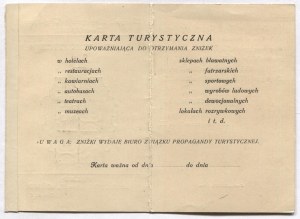 KARTA TURYSTYCZNA
UPOWAŻNIAJĄCA DO OTRZYMANIA ZNIŻEK
w hotelach
„ restauracjach
„ kawiarniach
„ autobusach
„ teatrach
„ muzeach
sklepach bławatnych
„ futrzarskich
„ sportowych
„ wyrobów ludowych
„ dewocjonalnych
lokalach rozrywkowych
i t. d.
UWAGA: ZNIŻKI WYDAJE BIURO ZWIĄZKU PROPAGANDY TURYSTYCZNEJ.
Karta ważna od dnia do dnia